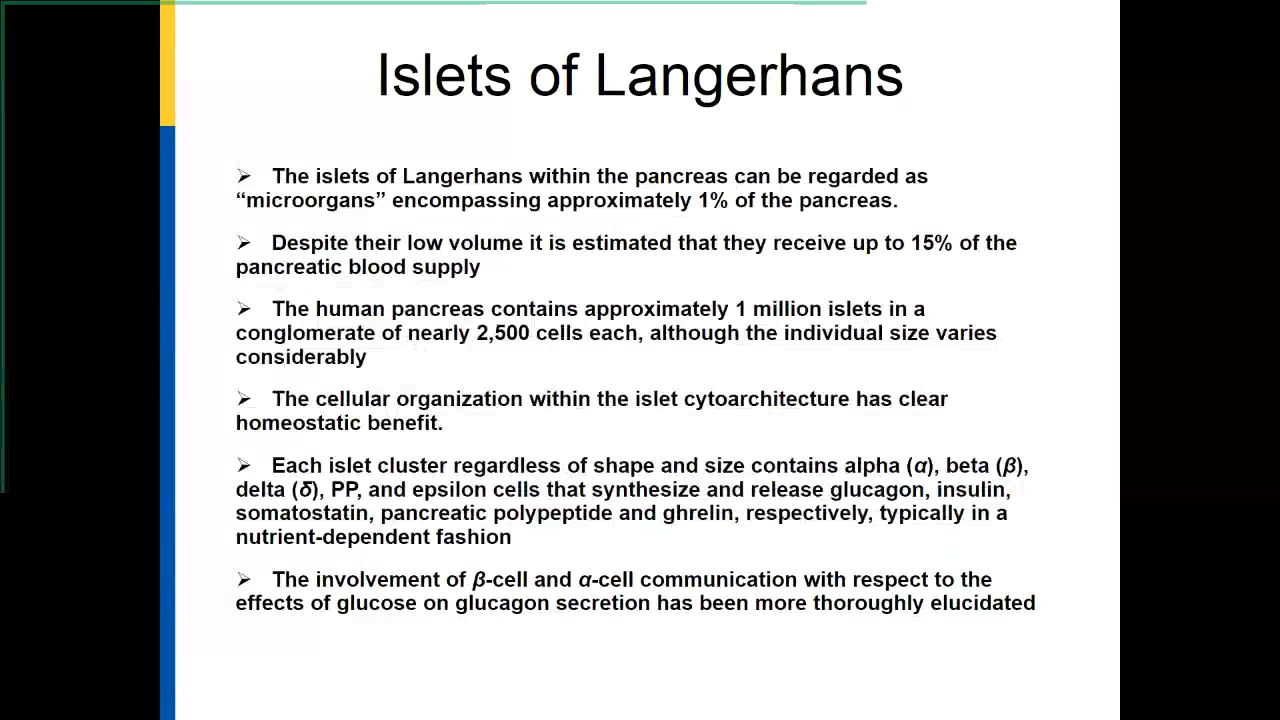 Islets of Langerhans
➢ The islets of Langerhans within the pancreas can be regarded as
“microorgans” encompassing approximately 1% of the pancreas.
➢ Despite their low volume it is estimated that they receive up to 15% of the
pancreatic blood supply
➢ The human pancreas contains approximately 1 million islets in a
conglomerate of nearly 2,500 cells each, although the individual size varies
considerably
➢ The cellular organization within the islet cytoarchitecture has clear
homeostatic benefit.
➢ Each islet cluster regardless of shape and size contains alpha (α), beta (β),
delta (δ), PP, and epsilon cells that synthesize and release glucagon, insulin,
somatostatin, pancreatic polypeptide and ghrelin, respectively, typically in a
nutrient-dependent fashion
➢ The involvement of β-cell and α-cell communication with respect to the
effects of glucose on glucagon secretion has been more thoroughly elucidated